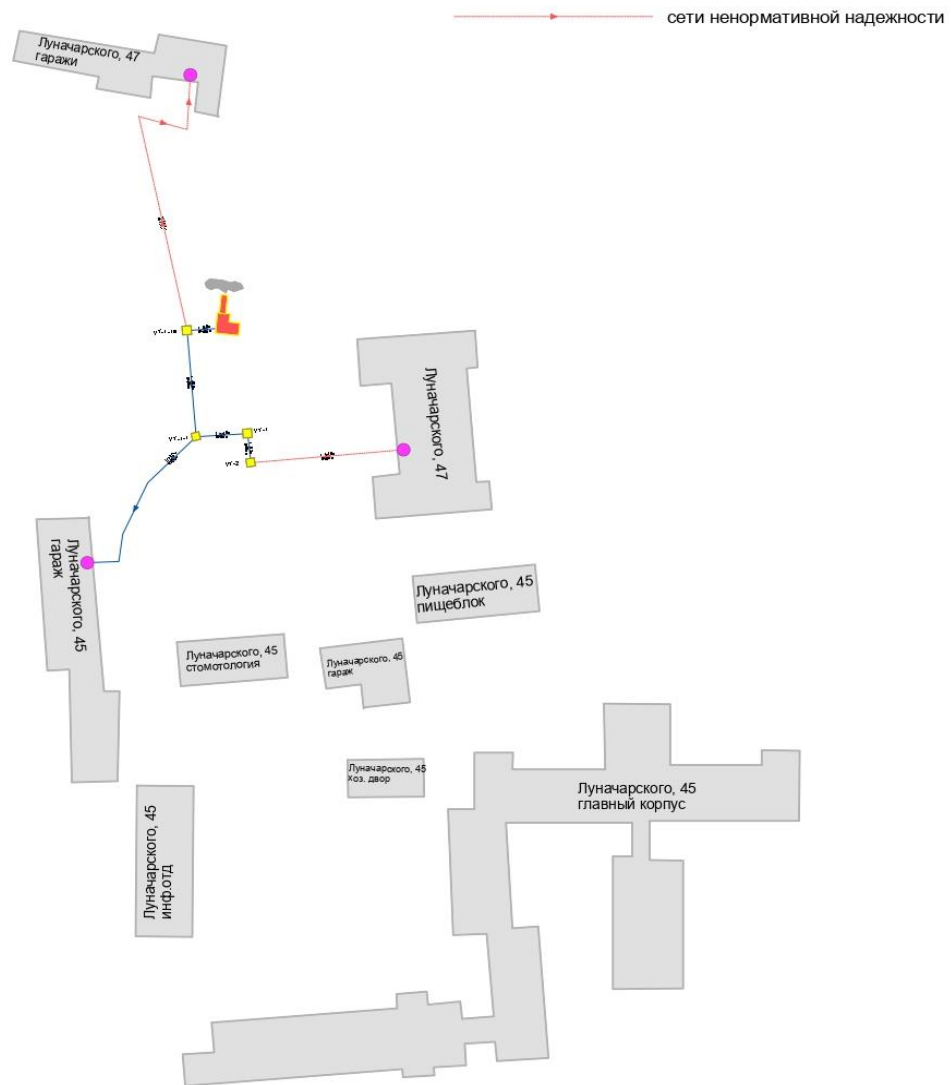 сети ненормативной надежности
Луначарского, 47
гаражи
Луначарского, 47
Луначарского, 45
гараж
Луначарского, 45
пищеблок
Луначарского, 45
стомотология
Луначарского, 45
гараж
Луначарского, 45
хоз. двор
Луначарского, 45
главный корпус
Луначарского, 45
инф.отд